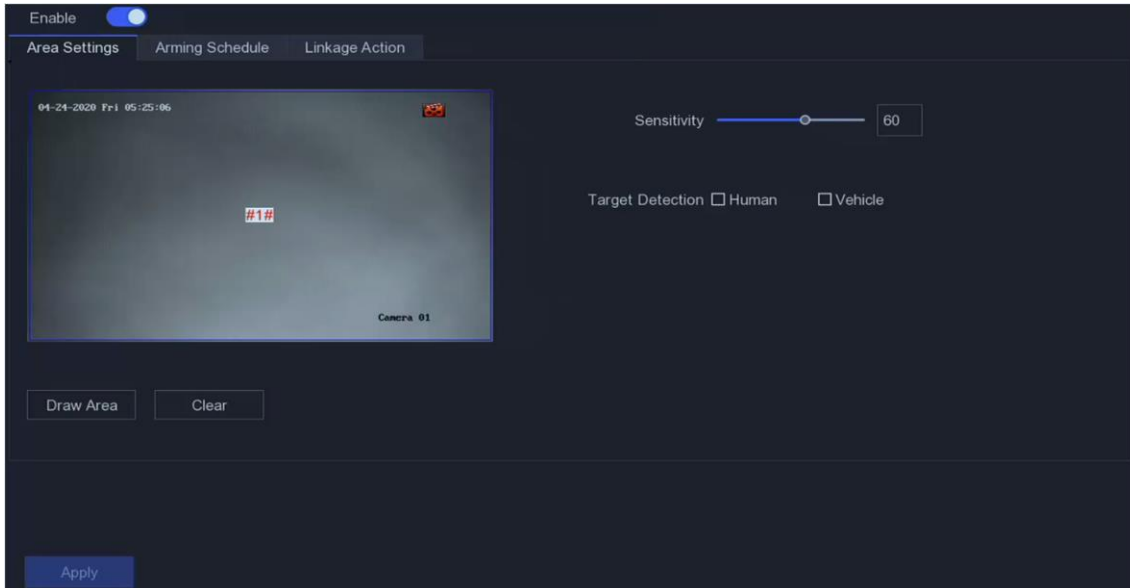 Enable
Area Settings Arming Schedule Linkage Action
04-24-2020 Fri 05:25:06
Sensitivity 60
Target Detection Human Vehicle
#1#
Camera 01
Draw Area Clear
Apply